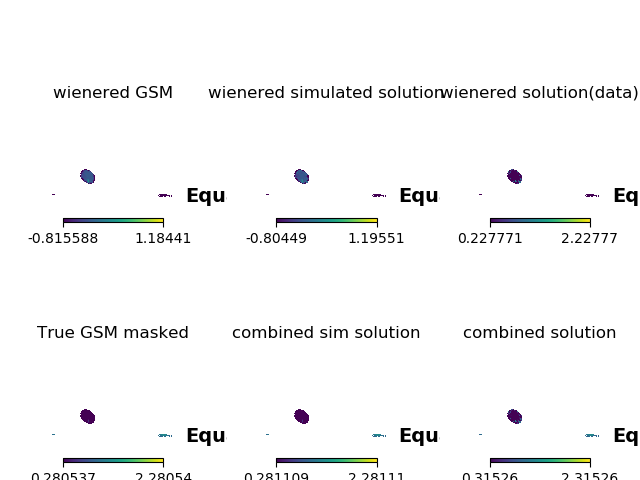 wienered GSM wienered simulated solution wienered solution(data)
Equ Equ Eq
-0.815588 1.18441 -0.80449 1.19551 0.227771 2.22777
True GSM masked combined sim solution combined solution
Equ Equ Eq
0.280537 2.28054 0.281109 2.28111 0.31526 2.31526